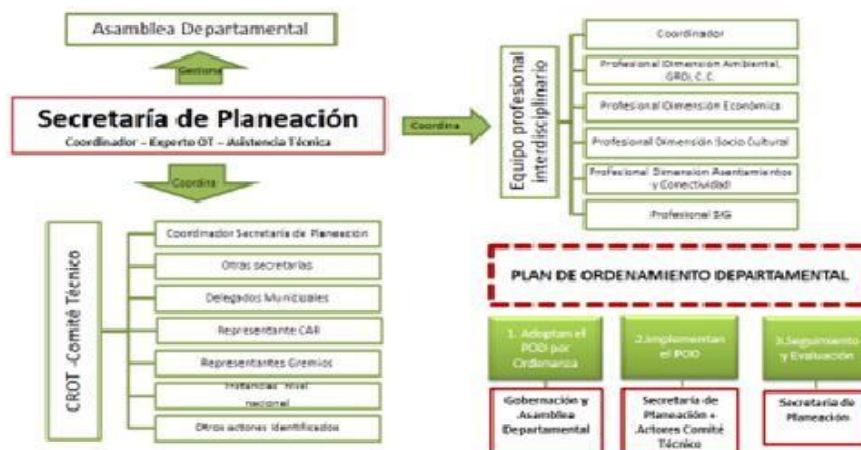 Asamblea Departamental
Gestiona
Secretaría de Planeación
Coordinador – Experto OT – Asistencia Técnica
Coordina
Coordina
Equipo profesional
interdisciplinario
Coordinador
Profesional Dimensión Ambiental,
GRD, C.C.
Profesional Dimensión Económica
Profesional Dimensión Socio Cultural
Profesional Dimensión Asentamientos
y Conectividad
Profesional SIG
CROT -Comité Técnico
Coordinador Secretaría de Planeación
Otras secretarías
Delegados Municipales
Representante CAR
Representantes Gremios
Instancias nivel
nacional
Otros actores identificados
PLAN DE ORDENAMIENTO DEPARTAMENTAL
1. Adoptan el
POD por
Ordenanza
2.Implementan
el POD
3.Seguimiento
y Evaluación
Gobernación y
Asamblea
Departamental
Secretaría de
Planeación +
Actores Comité
Técnico
Secretaría de
Planeación